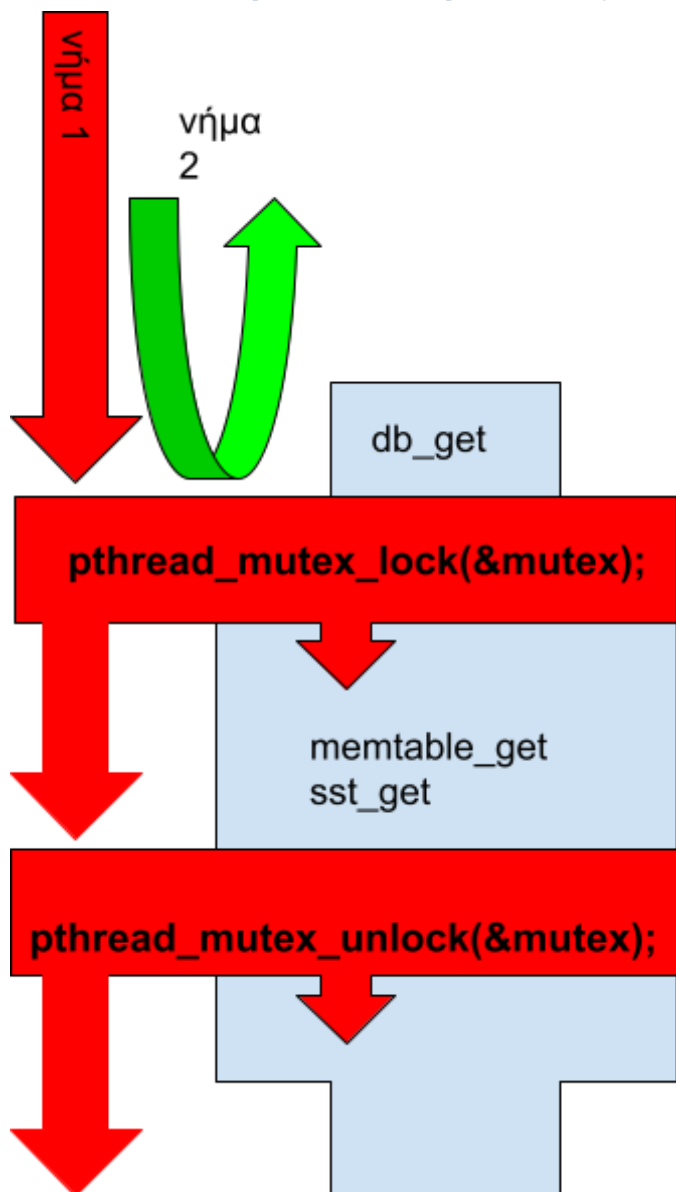 νήμα 1
νήμα
2
db_get
pthread_mutex_lock(&mutex);
memtable_get
sst_get
pthread_mutex_unlock(&mutex);